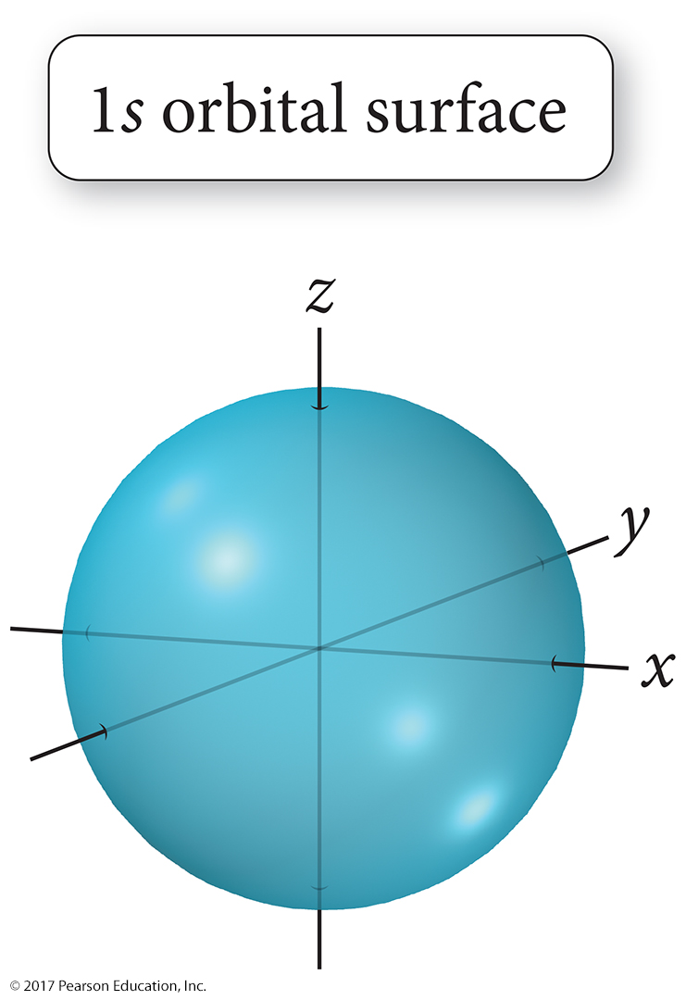 1s orbital surface
z
y
x
© 2017 Pearson Education, Inc.